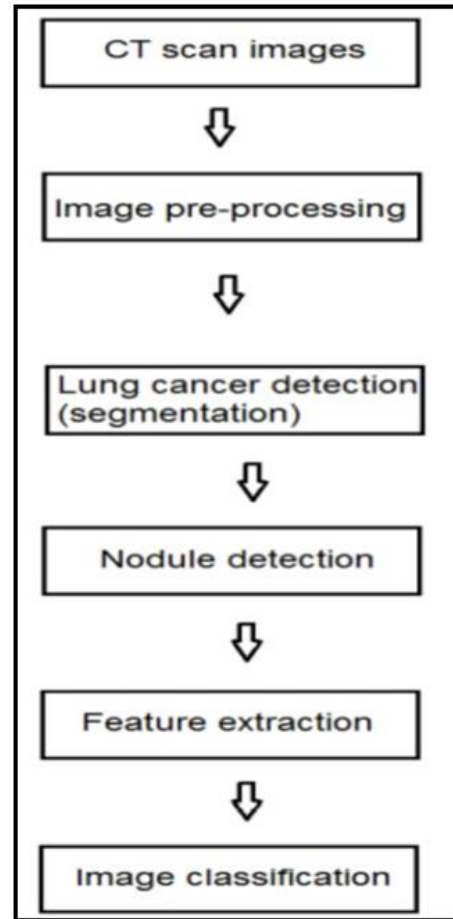 CT scan images
Image pre-processing
Lung cancer detection
(segmentation)
Nodule detection
Feature extraction
Image classification